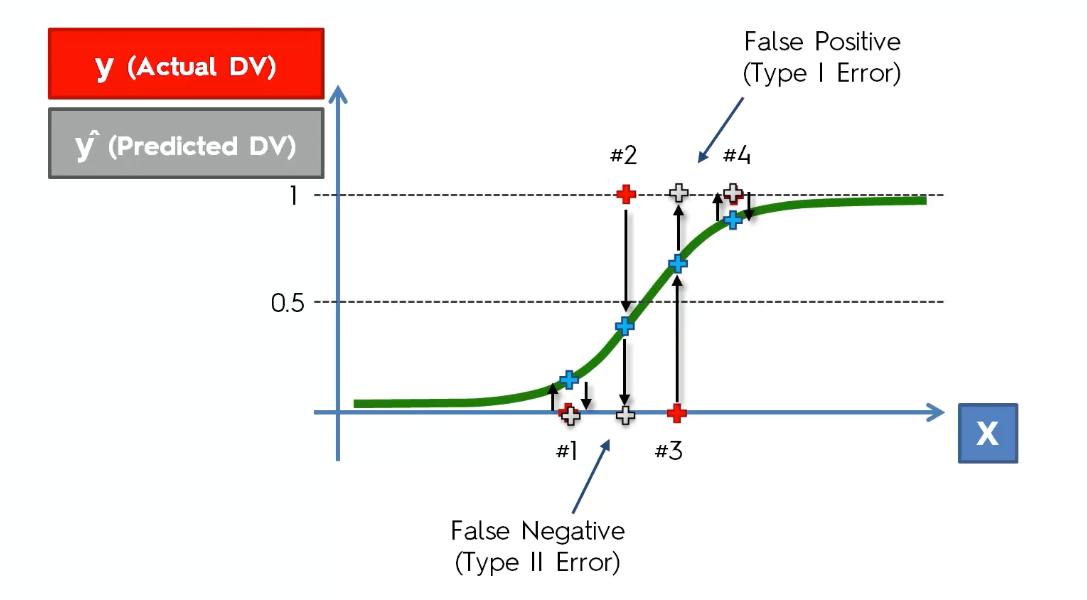 y (Actual DV)
ŷ (Predicted DV)
False Positive
(Type I Error)
#2
#4
1
0.5
X
#1
#3
False Negative
(Type II Error)